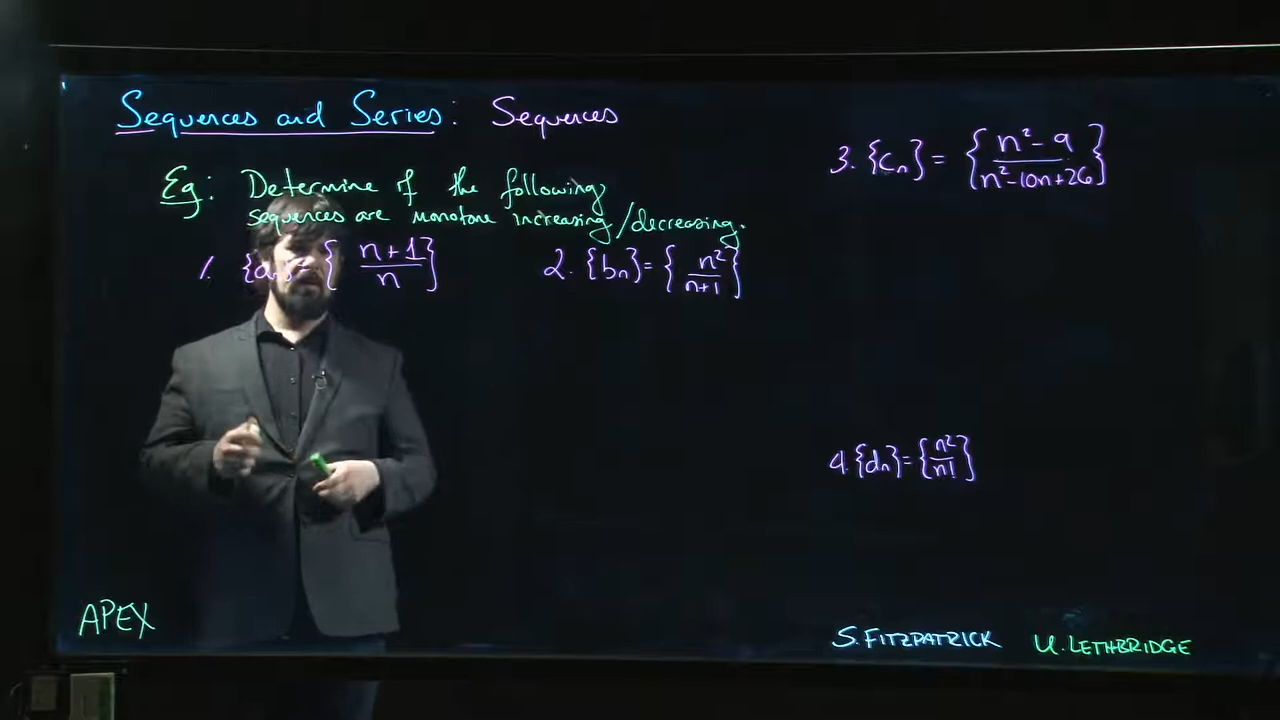 Sequences and Series: Sequences
Eg: Determine if the following
sequences are monotone increasing/decreasing.
1. {aₙ} = { (n+1)/n }
2. {bₙ} = { n²/(n+1) }
3. {cₙ} = { (n²-9)/(n²-10n+26) }
4. {dₙ} = { n²/n! }
APEX
S. FITZPATRICK U. LETHBRIDGE